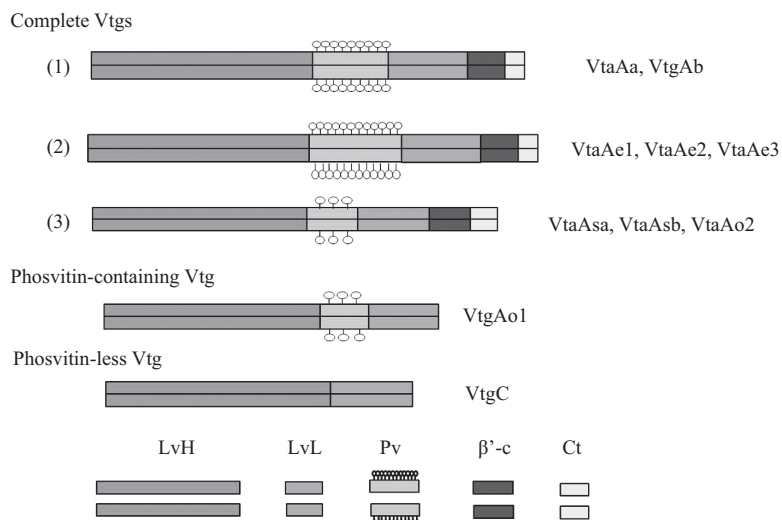 Complete Vtgs
(1) VtaAa, VtgAb
(2) VtaAe1, VtaAe2, VtaAe3
(3) VtaAsa, VtaAsb, VtaAo2
Phosvitin-containing Vtg
VtgAo1
Phosvitin-less Vtg
VtgC
LvH LvL Pv β’-c Ct